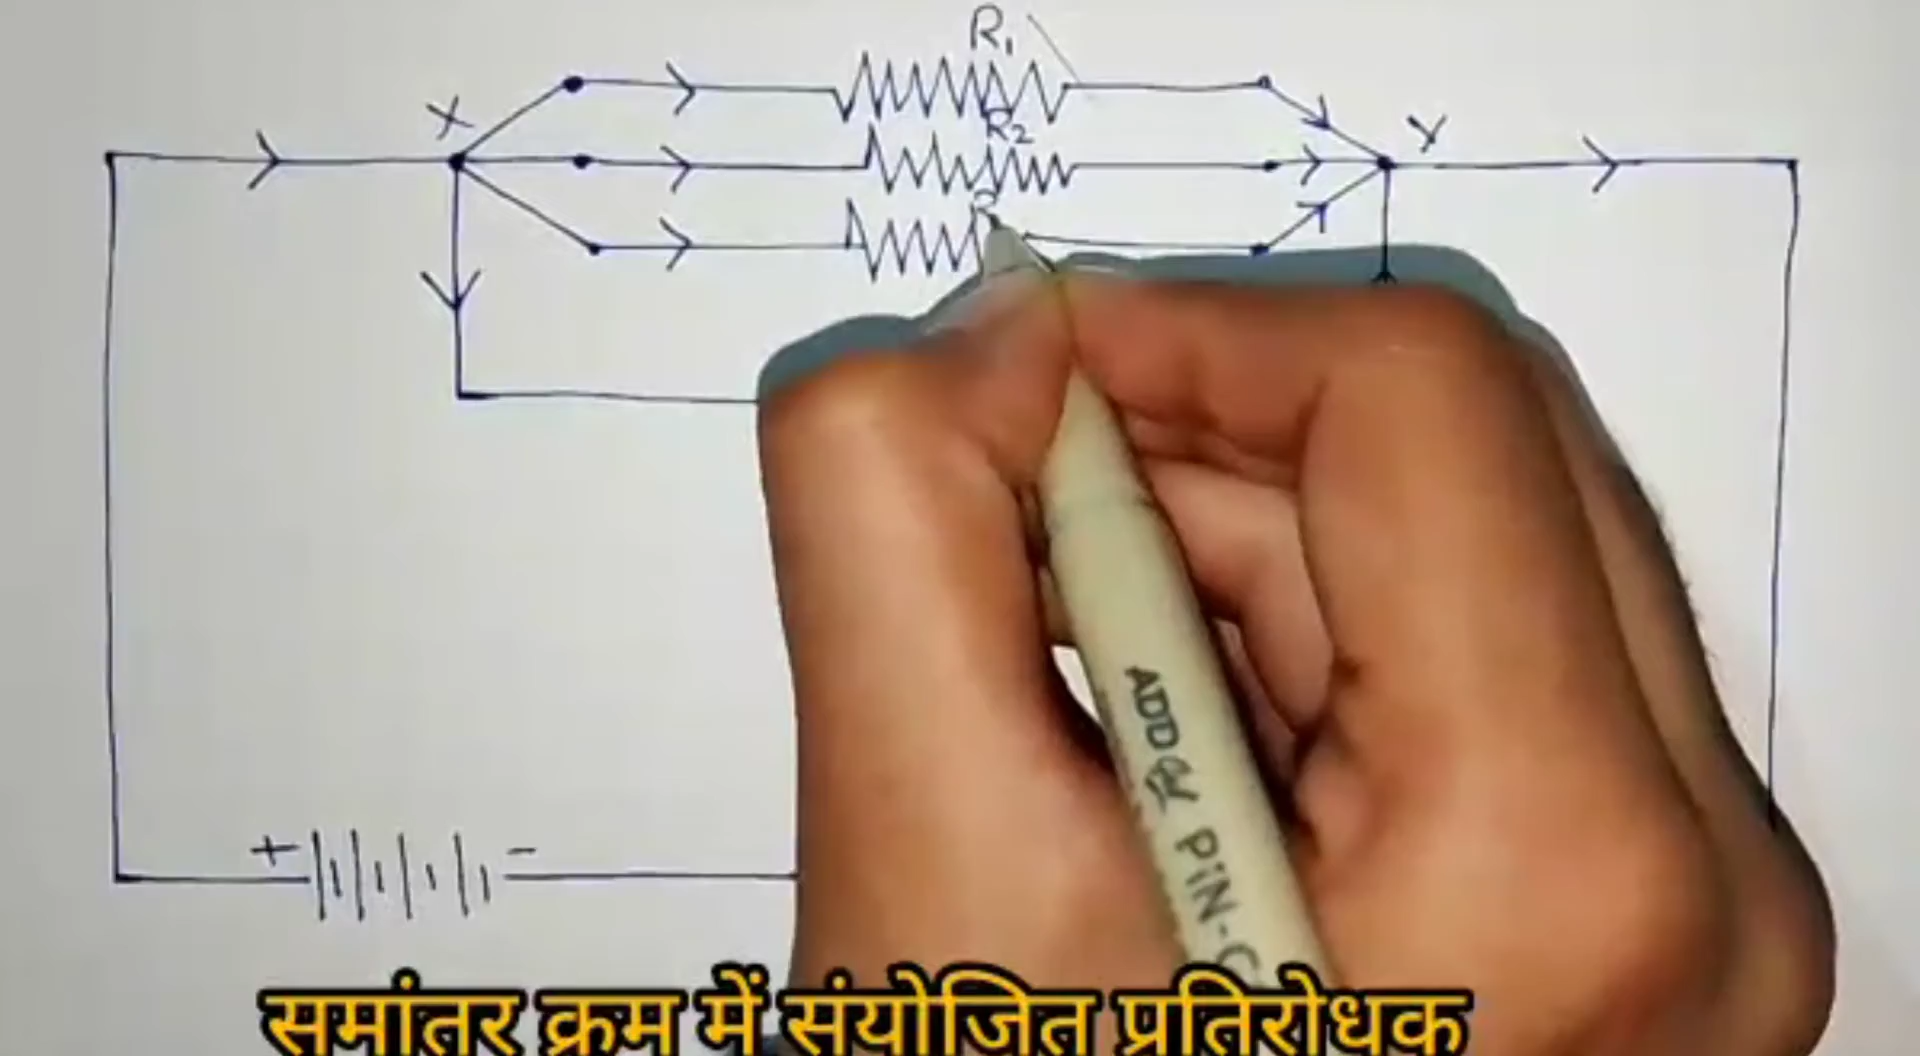 R₁
X
R₂
Y
R
+ -
ADD PiN-
समांतर क्रम में संयोजित प्रतिरोधक